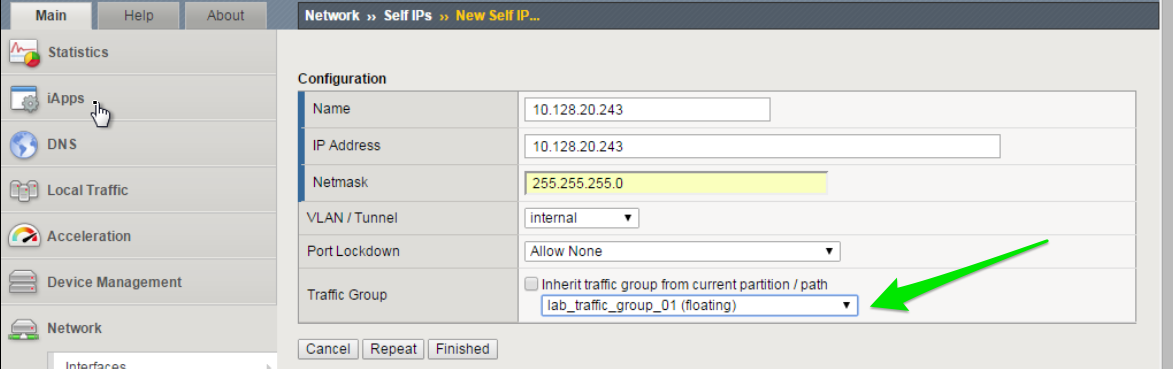 Main Help About
Network ›› Self IPs ›› New Self IP...
Statistics
iApps
DNS
Local Traffic
Acceleration
Device Management
Network
Interfaces
Configuration
Name 10.128.20.243
IP Address 10.128.20.243
Netmask 255.255.255.0
VLAN / Tunnel internal
Port Lockdown Allow None
Traffic Group Inherit traffic group from current partition / path
lab_traffic_group_01 (floating)
Cancel Repeat Finished